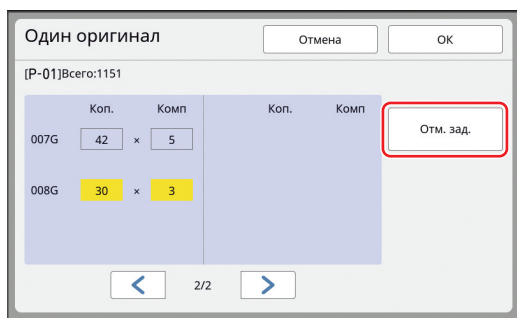 Один оригинал Отмена ОК
[P-01]Всего:1151
Коп. Комп Коп. Комп
007G 42 × 5
Отм. зад.
008G 30 × 3
2/2